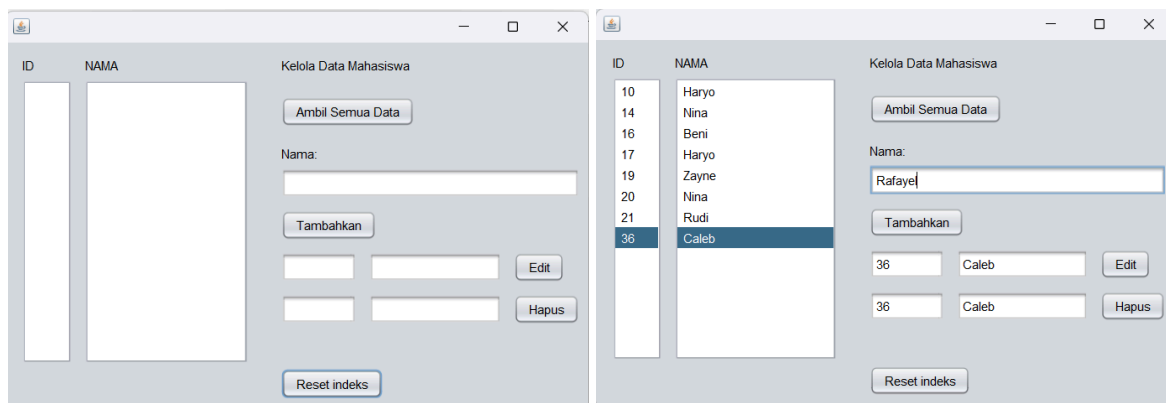 ID NAMA Kelola Data Mahasiswa
Ambil Semua Data
Nama:
Tambahkan
Edit
Hapus
Reset indeks
ID NAMA Kelola Data Mahasiswa
10 Haryo
14 Nina
16 Beni
17 Haryo
19 Zayne
20 Nina
21 Rudi
36 Caleb
Ambil Semua Data
Nama:
Rafayel
Tambahkan
36 Caleb Edit
36 Caleb Hapus
Reset indeks